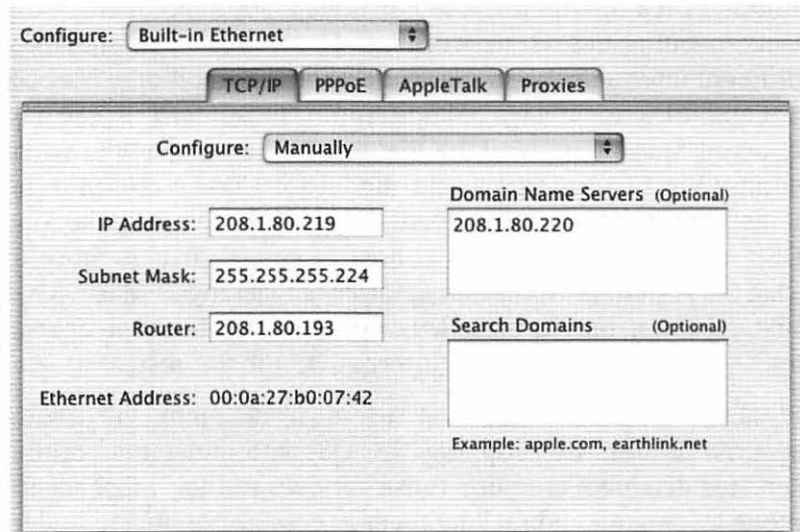 Configure: Built-in Ethernet
TCP/IP PPPoE AppleTalk Proxies
Configure: Manually
Domain Name Servers (Optional)
IP Address: 208.1.80.219
208.1.80.220
Subnet Mask: 255.255.255.224
Router: 208.1.80.193
Search Domains (Optional)
Ethernet Address: 00:0a:27:b0:07:42
Example: apple.com, earthlink.net